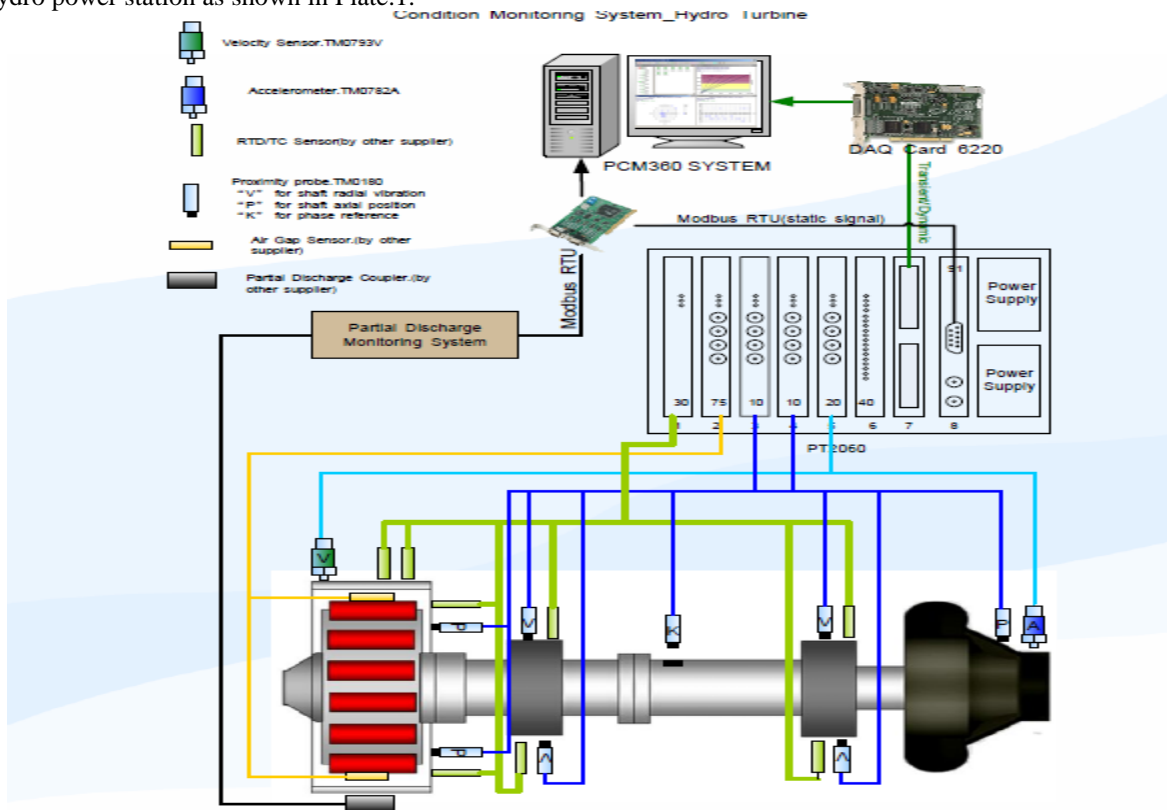 ydro power station as shown in Plate.1.
Condition Monitoring System_Hydro Turbine
Velocity Sensor.TM0793V
Accelerometer.TM0782A
RTD/TC Sensor(by other supplier)
Proximity probe.TM0180
"V" for shaft radial vibration
"P" for shaft axial position
"K" for phase reference
Air Gap Sensor.(by other
supplier)
Partial Discharge Coupler.(by
other supplier)
PCM360 SYSTEM
DAQ Card 6220
Transient/Dynamic
Modbus RTU(static signal)
Modbus RTU
Partial Discharge
Monitoring System
91
Power
Supply
Power
Supply
30
75
10
10
20
40
1
2
3
4
5
6
7
8
PT2060
V
P
V
K
V
P
A
P
V
V